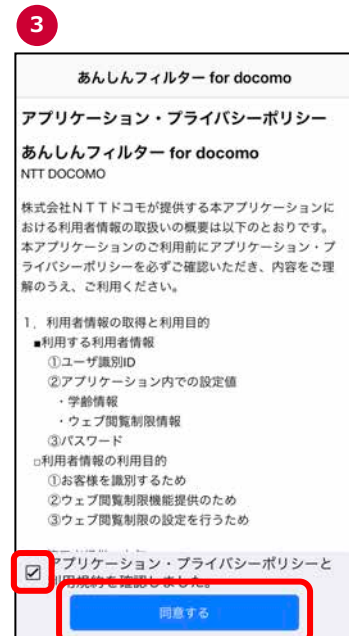 3
あんしんフィルター for docomo
アプリケーション・プライバシーポリシー
あんしんフィルター for docomo
NTT DOCOMO
株式会社ＮＴＴドコモが提供する本アプリケーションに
おける利用者情報の取扱いの概要は以下のとおりです。
本アプリケーションのご利用前にアプリケーション・プ
ライバシーポリシーを必ずご確認いただき、内容をご理
解のうえ、ご利用ください。
１．利用者情報の取得と利用目的
■利用する利用者情報
①ユーザ識別ID
②アプリケーション内での設定値
・学齢情報
・ウェブ閲覧制限情報
③パスワード
□利用者情報の利用目的
①お客様を識別するため
②ウェブ閲覧制限機能提供のため
③ウェブ閲覧制限の設定を行うため
アプリケーション・プライバシーポリシーと
利用規約を確認しました。
同意する